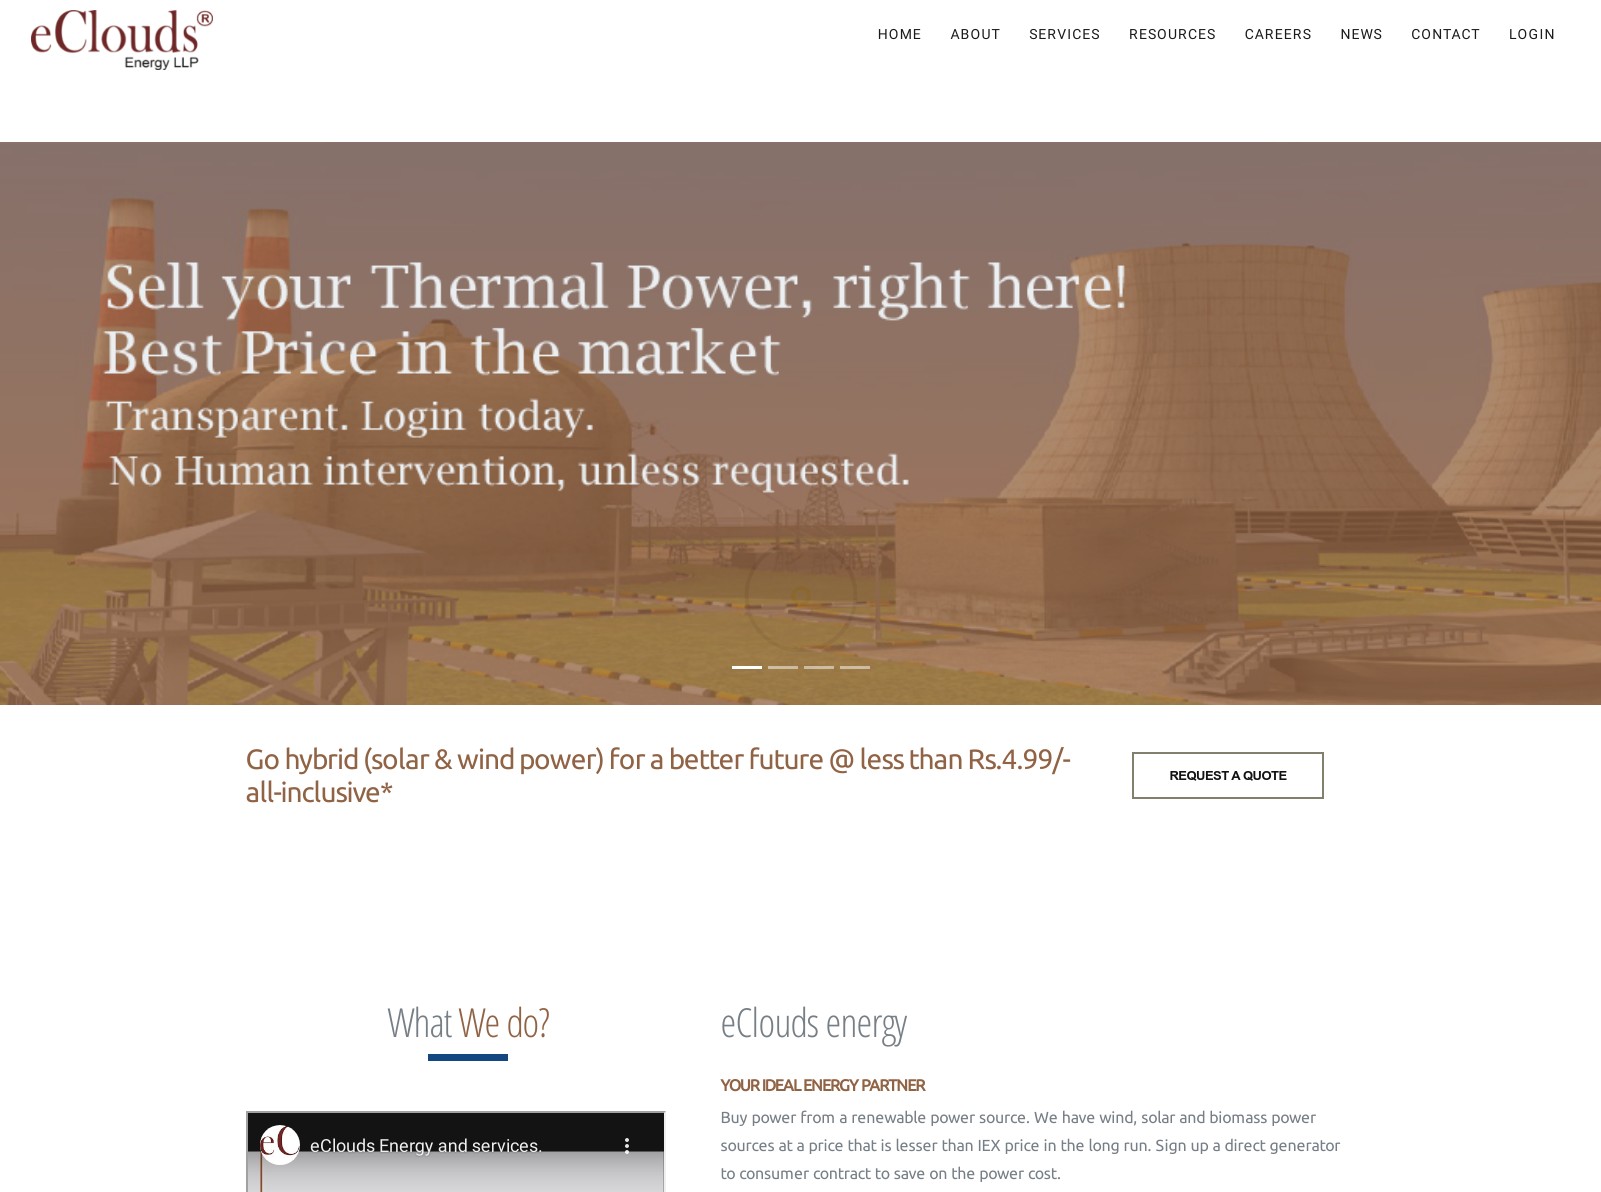 eClouds®
Energy LLP
HOME ABOUT SERVICES RESOURCES CAREERS NEWS CONTACT LOGIN
Sell your Thermal Power, right here!
Best Price in the market
Transparent. Login today.
No Human intervention, unless requested.
Go hybrid (solar & wind power) for a better future @ less than Rs.4.99/-
all-inclusive*
REQUEST A QUOTE
What We do?
eClouds Energy and services.
eClouds energy
YOUR IDEAL ENERGY PARTNER
Buy power from a renewable power source. We have wind, solar and biomass power
sources at a price that is lesser than IEX price in the long run. Sign up a direct generator
to consumer contract to save on the power cost.